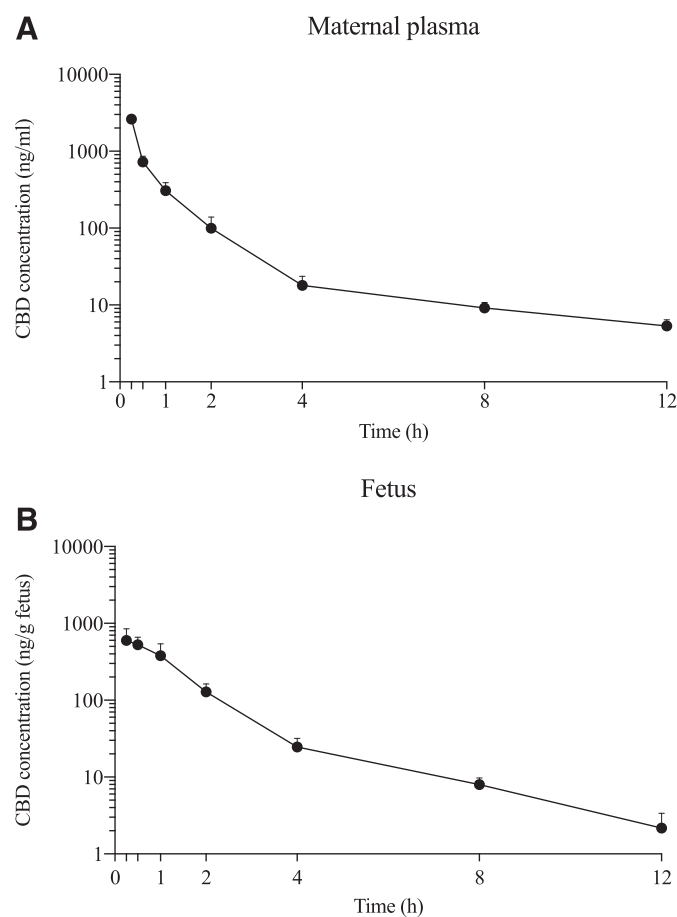 A
Maternal plasma
CBD concentration (ng/ml)
10000
1000
100
10
1
0 1 2 4 8 12
Time (h)
Fetus
B
CBD concentration (ng/g fetus)
10000
1000
100
10
1
0 1 2 4 8 12
Time (h)